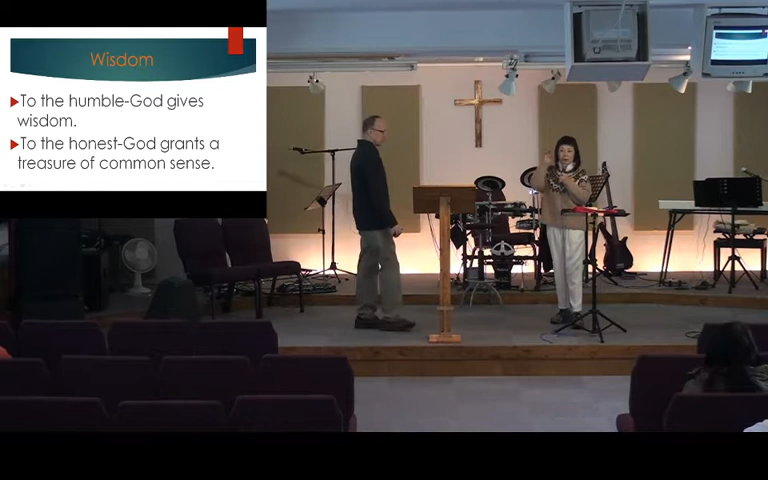 Wisdom
▶To the humble-God gives
wisdom.
▶To the honest-God grants a
treasure of common sense.